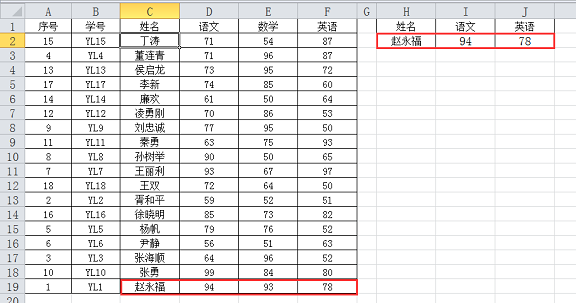 A B C D E F G H I J
1 序号 学号 姓名 语文 数学 英语 姓名 语文 英语
2 15 YL15 丁涛 71 54 87 赵永福 94 78
3 4 YL4 董连青 71 96 87
4 13 YL13 侯启龙 73 95 72
5 17 YL17 李新 74 85 60
6 14 YL14 廉欢 61 50 64
7 12 YL12 凌勇刚 70 86 53
8 9 YL9 刘忠诚 77 95 50
9 11 YL11 秦勇 63 75 93
10 8 YL8 孙树举 90 50 65
11 7 YL7 王丽利 93 67 97
12 18 YL18 王双 72 64 50
13 2 YL2 胥和平 59 52 51
14 16 YL16 徐晓明 85 73 82
15 5 YL5 杨帆 79 76 52
16 6 YL6 尹静 56 51 63
17 3 YL3 张海顺 64 96 52
18 10 YL10 张勇 99 84 80
19 1 YL1 赵永福 94 93 78
20